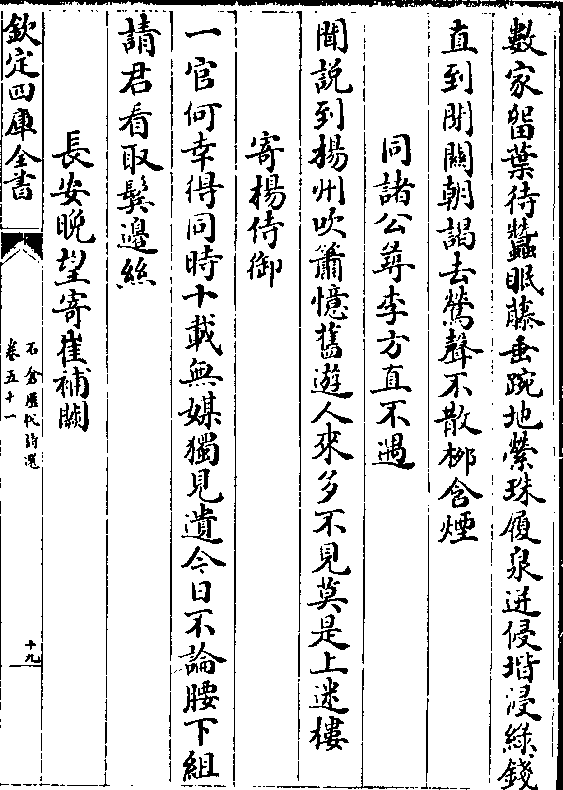 數家留葉待蠶眠藤垂踠地縈珠履泉迸侵堦浸綠錢
直到閉關朝謁去鶯聲不散栁含煙
同諸公尋李方直不遇
聞説到揚州吹簫憶舊遊人來多不見莫是上迷樓
寄楊侍御
一官何幸得同時十載無媒獨見遺今日不論腰下組
請君看取鬢邊絲
長安晚望寄崔補闕
欽定四庫全書
石倉歷代詩選
卷五十一
十九